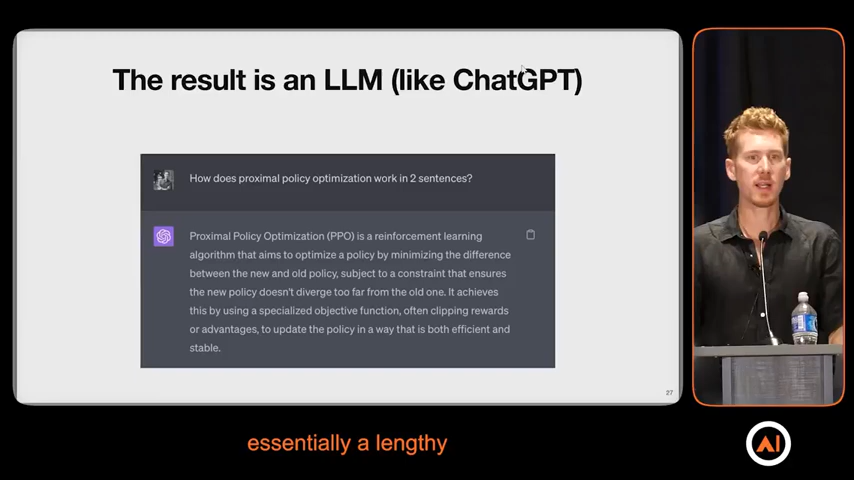 The result is an LLM (like ChatGPT)
How does proximal policy optimization work in 2 sentences?
Proximal Policy Optimization (PPO) is a reinforcement learning
algorithm that aims to optimize a policy by minimizing the difference
between the new and old policy, subject to a constraint that ensures
the new policy doesn't diverge too far from the old one. It achieves
this by using a specialized objective function, often clipping rewards
or advantages, to update the policy in a way that is both efficient and
stable.
27
essentially a lengthy
AI